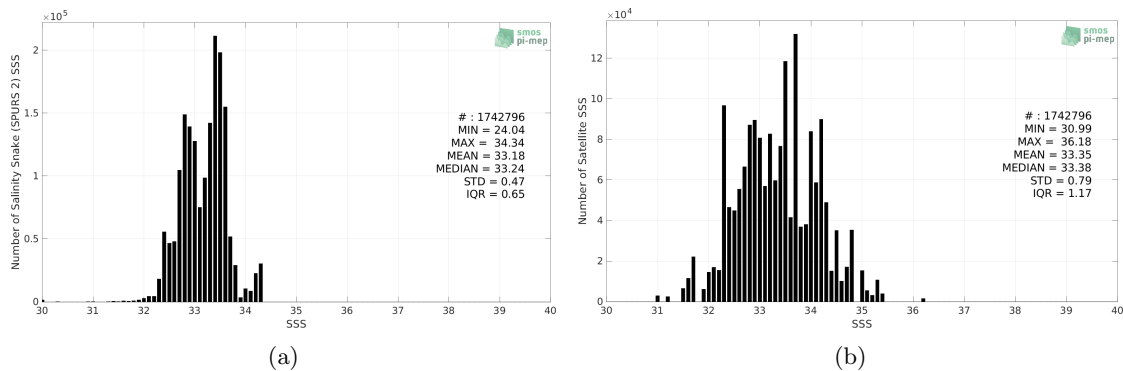 ×10⁵
2
1.5
1
0.5
0
Number of Salinity Snake (SPURS 2) SSS
30 31 32 33 34 35 36 37 38 39 40
SSS
smos
pi-mep
# : 1742796
MIN = 24.04
MAX = 34.34
MEAN = 33.18
MEDIAN = 33.24
STD = 0.47
IQR = 0.65
(a)
×10⁴
12
10
8
6
4
2
0
Number of Satellite SSS
30 31 32 33 34 35 36 37 38 39 40
SSS
smos
pi-mep
# : 1742796
MIN = 30.99
MAX = 36.18
MEAN = 33.35
MEDIAN = 33.38
STD = 0.79
IQR = 1.17
(b)